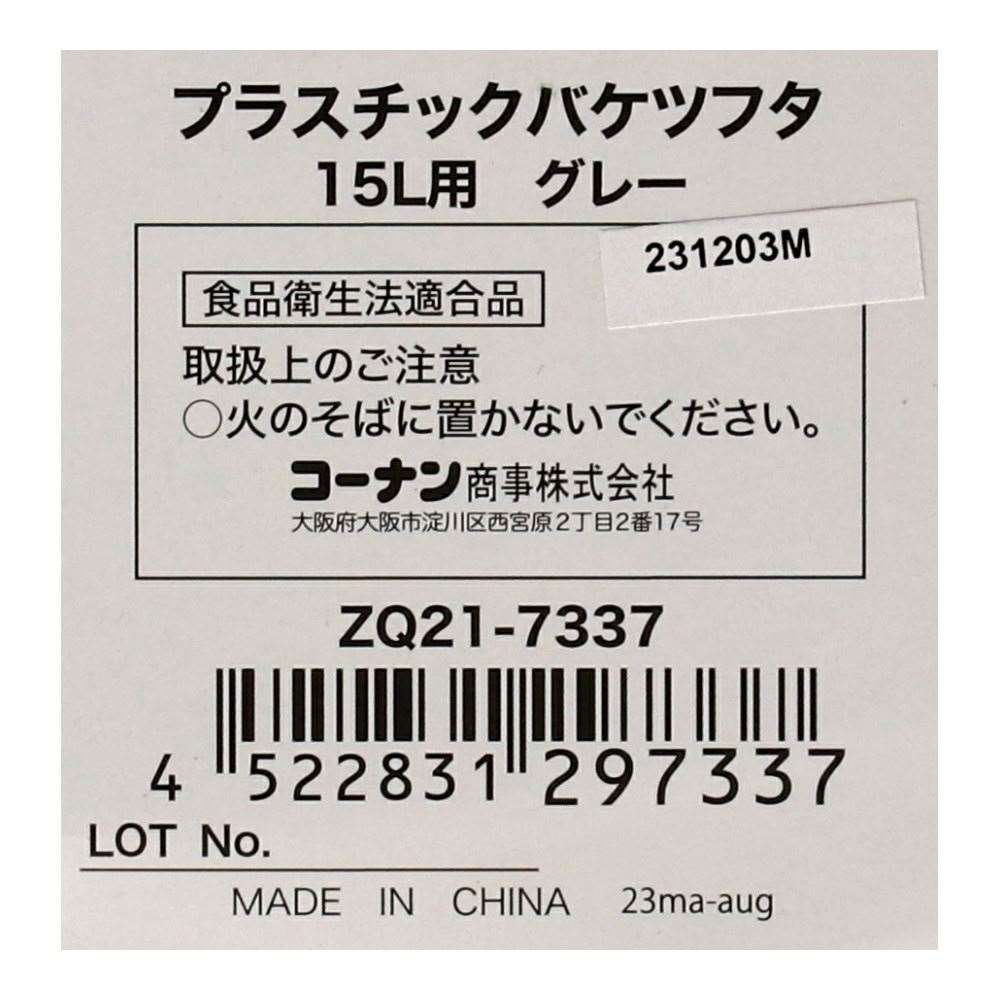 プラスチックバケツフタ
15L用　グレー
231203M
食品衛生法適合品
取扱上のご注意
○火のそばに置かないでください。
コーナン商事株式会社
大阪府大阪市淀川区西宮原2丁目2番17号
ZQ21-7337
4 522831 297337
LOT No.
MADE IN CHINA 23ma-aug